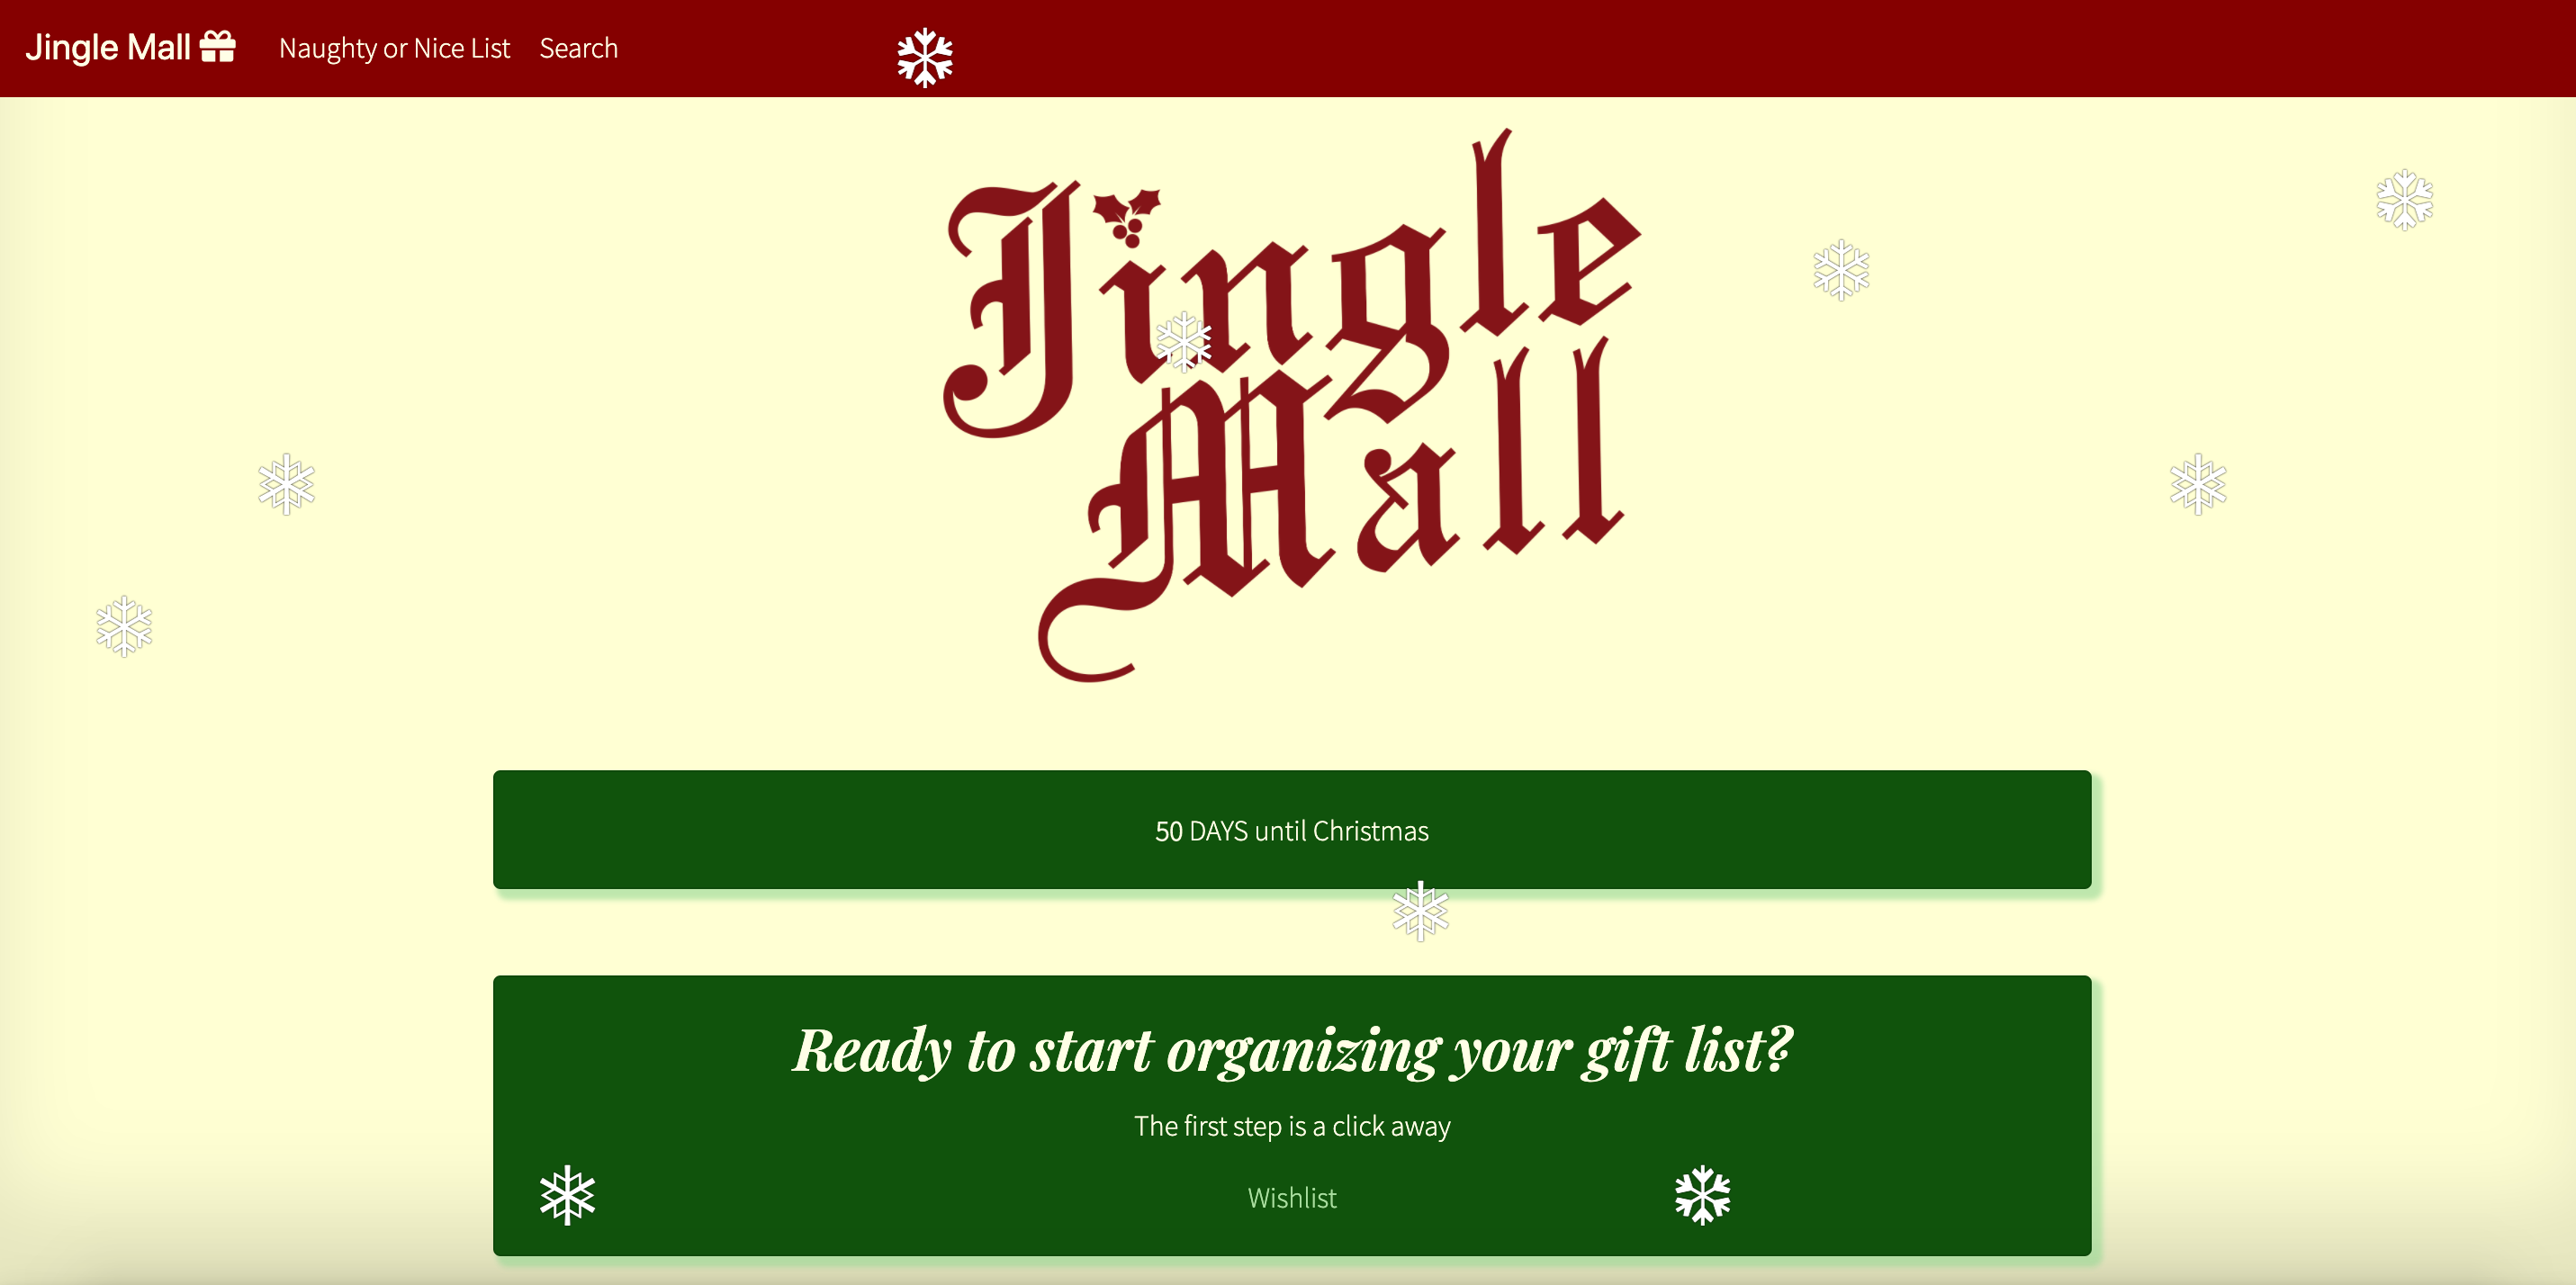 Jingle Mall
Naughty or Nice List
Search
Jingle
Mall
50 DAYS until Christmas
Ready to start organizing your gift list?
The first step is a click away
Wishlist